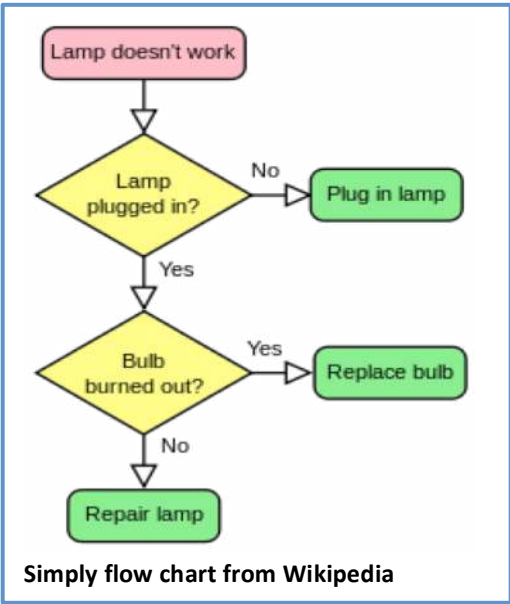 Lamp doesn't work
Lamp
plugged in?
No
Plug in lamp
Yes
Bulb
burned out?
Yes
Replace bulb
No
Repair lamp
Simply flow chart from Wikipedia